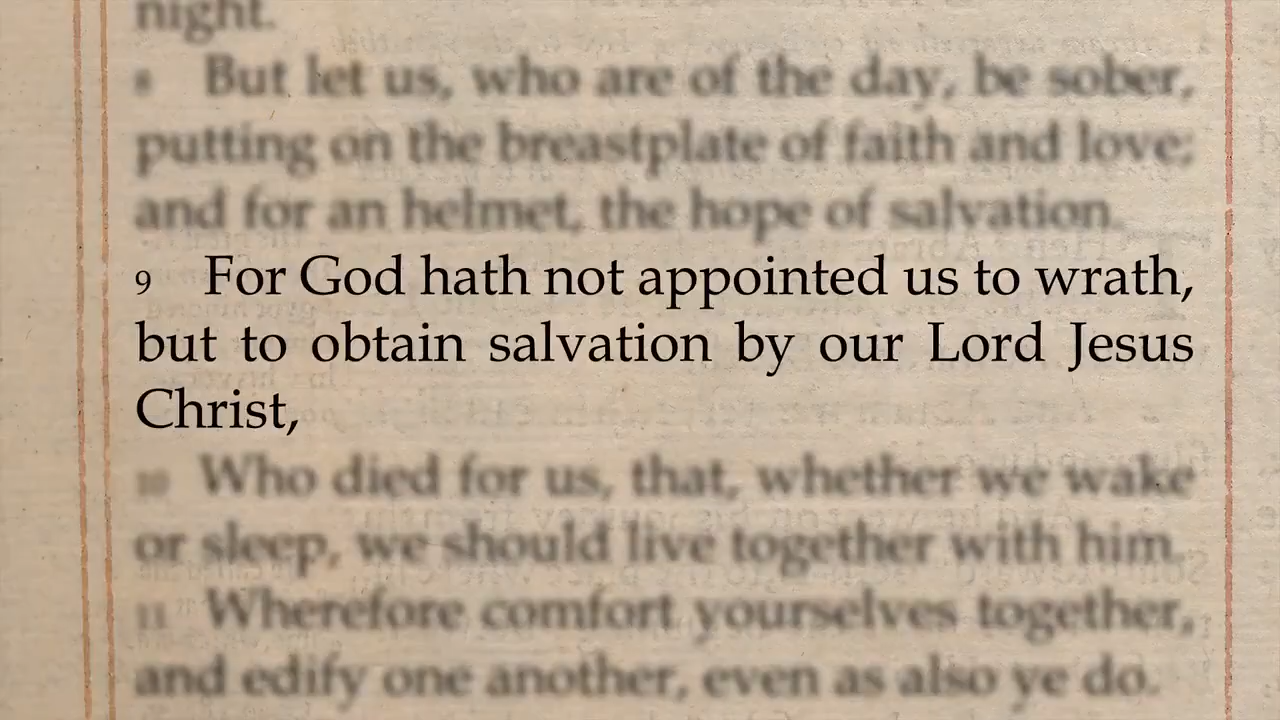 night.
8 But let us, who are of the day, be sober,
putting on the breastplate of faith and love;
and for an helmet, the hope of salvation.
9 For God hath not appointed us to wrath,
but to obtain salvation by our Lord Jesus
Christ,
10 Who died for us, that, whether we wake
or sleep, we should live together with him.
11 Wherefore comfort yourselves together,
and edify one another, even as also ye do.